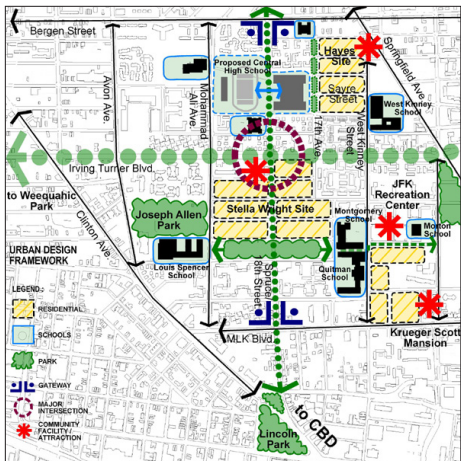 Bergen Street
Avon Ave.
Mohammad
Ali Ave.
Proposed Central
High School
Hayes
Site
Sayre
Street
17th Ave.
West Kinney
Street
Springfield Ave.
West Kinney
School
Irving Turner Blvd.
to Weequahic
Park
Clinton Ave
JFK
Recreation
Center
Joseph Allen
Park
Stella Wright Site
Montgomery
School
Morton
School
Louis Spencer
School
Spruce
8th Street
Quitman
School
MLK Blvd
Krueger Scott
Mansion
to CBD
Lincoln
Park
URBAN DESIGN
FRAMEWORK
LEGEND:
RESIDENTIAL
SCHOOLS
PARK
GATEWAY
MAJOR
INTERSECTION
COMMUNITY
FACILITY /
ATTRACTION